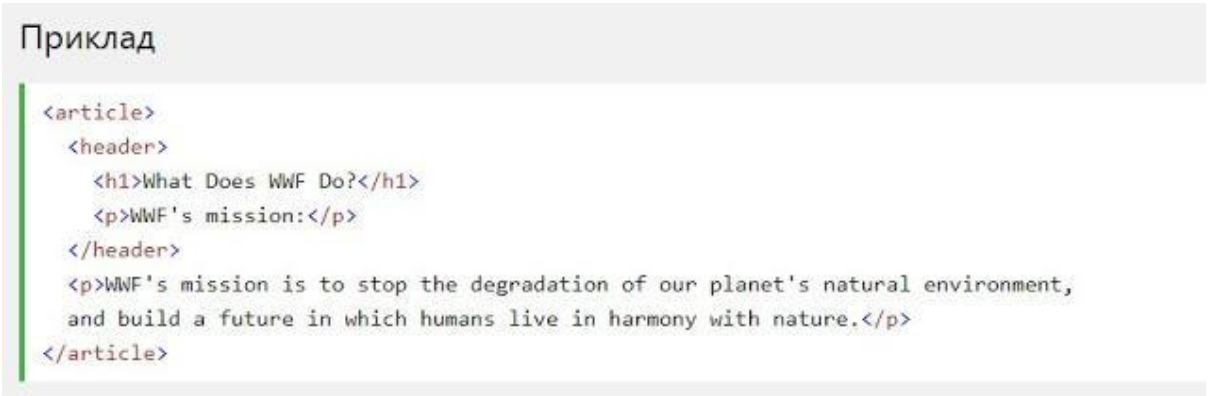 Приклад
<article>
<header>
<h1>What Does WWF Do?</h1>
<p>WWF's mission:</p>
</header>
<p>WWF's mission is to stop the degradation of our planet's natural environment,
and build a future in which humans live in harmony with nature.</p>
</article>